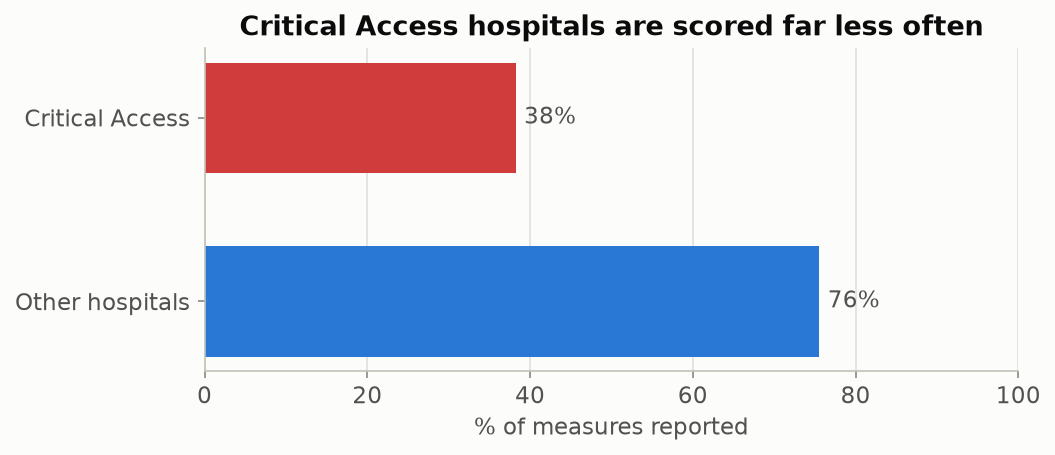 Critical Access hospitals are scored far less often
Critical Access
38%
Other hospitals
76%
0 20 40 60 80 100
% of measures reported